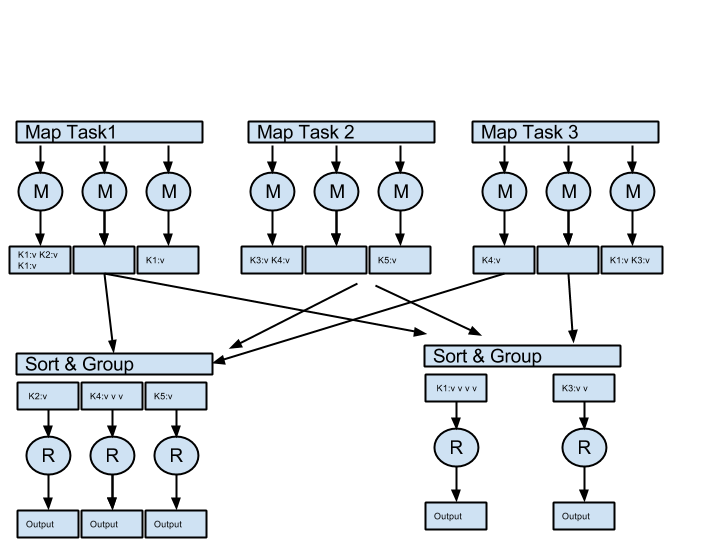 Map Task1
Map Task 2
Map Task 3
M
M
M
M
M
M
M
M
M
K1:v K2:v
K1:v
K1:v
K3:v K4:v
K5:v
K4:v
K1:v K3:v
Sort & Group
Sort & Group
K2:v
K4:v v v
K5:v
K1:v v v v
K3:v v
R
R
R
R
R
Output
Output
Output
Output
Output